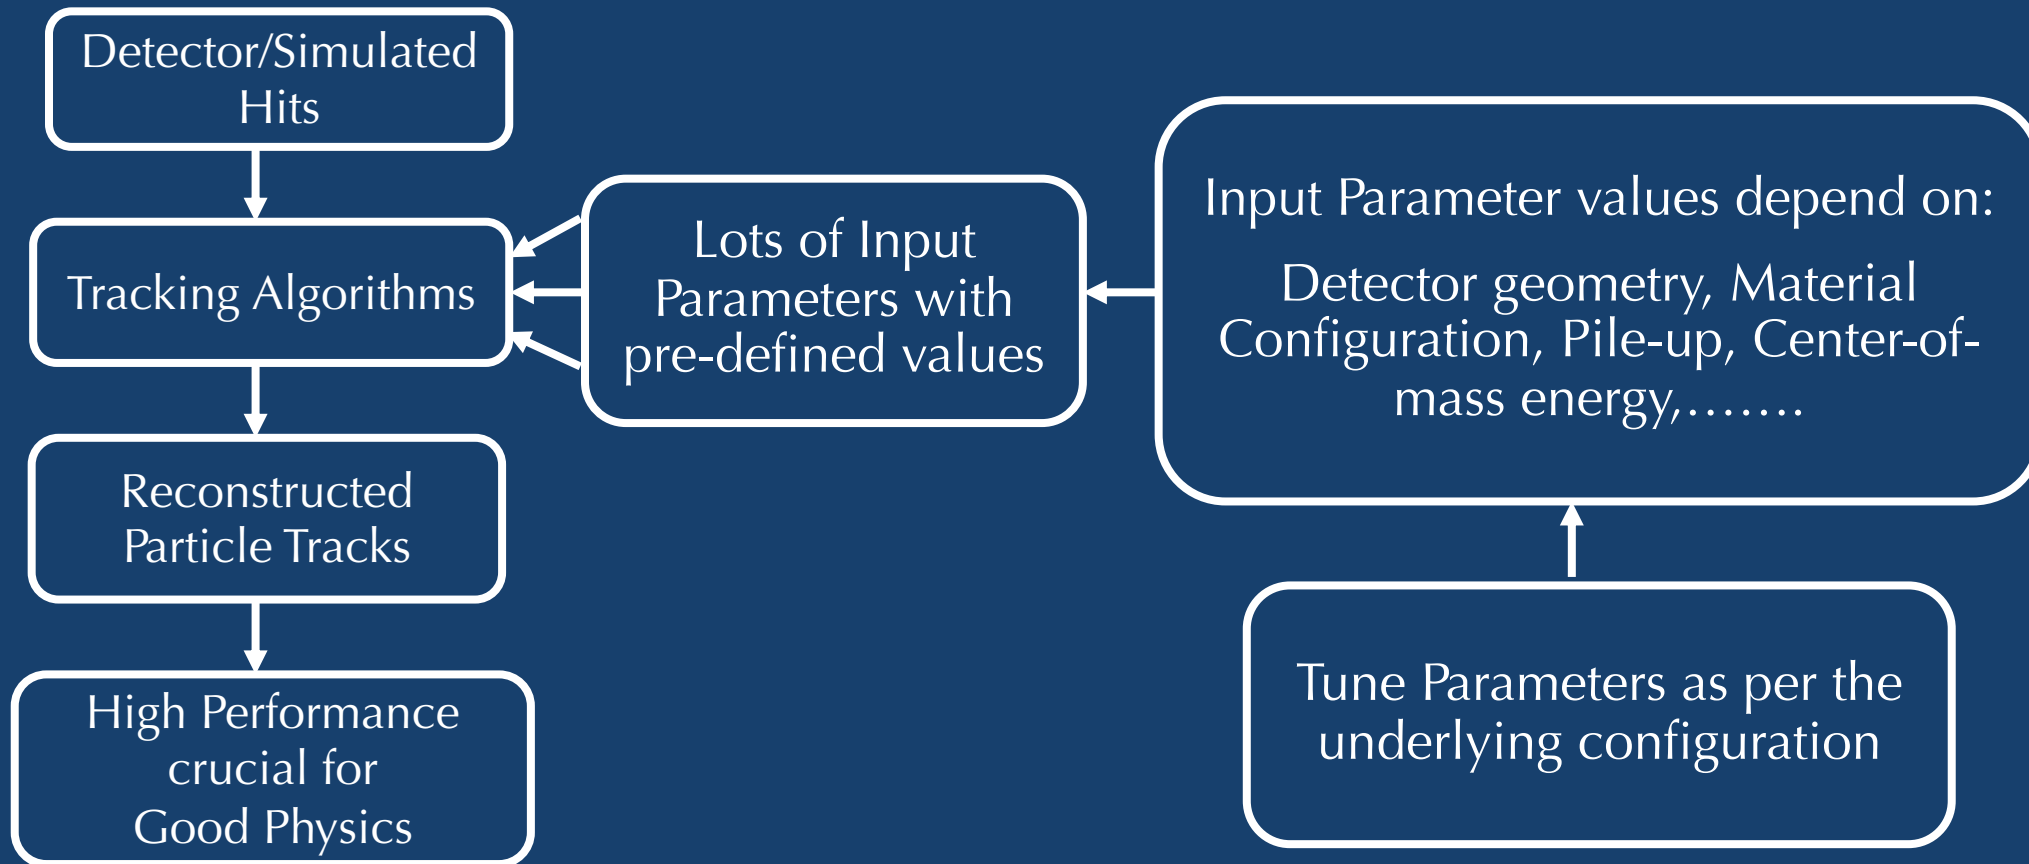 Detector/Simulated
Hits
Tracking Algorithms
Reconstructed
Particle Tracks
High Performance
crucial for
Good Physics
Lots of Input
Parameters with
pre-defined values
Input Parameter values depend on:
Detector geometry, Material
Configuration, Pile-up, Center-of-
mass energy,…….
Tune Parameters as per the
underlying configuration